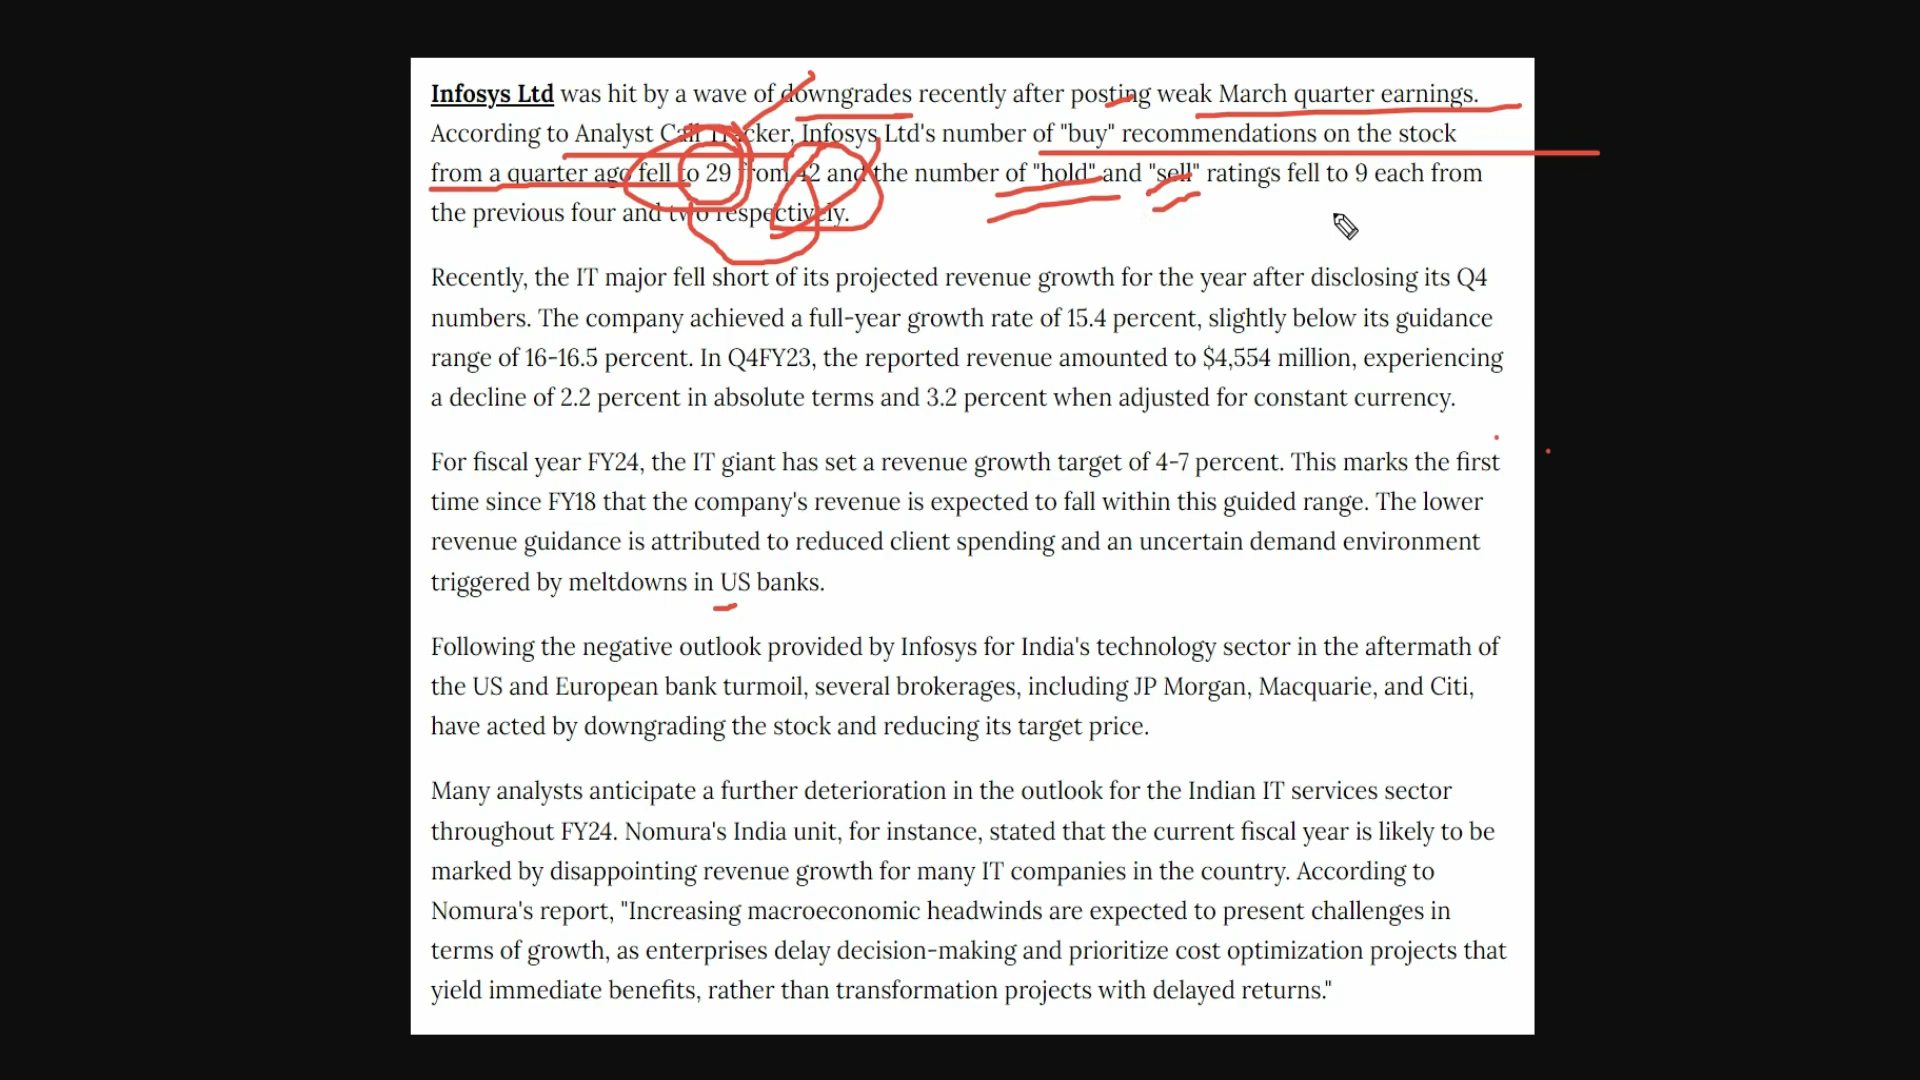 Infosys Ltd was hit by a wave of downgrades recently after posting weak March quarter earnings.
According to Analyst Call Tracker, Infosys Ltd's number of "buy" recommendations on the stock
from a quarter ago fell to 29 from 42 and the number of "hold" and "sell" ratings fell to 9 each from
the previous four and two respectively.
Recently, the IT major fell short of its projected revenue growth for the year after disclosing its Q4
numbers. The company achieved a full-year growth rate of 15.4 percent, slightly below its guidance
range of 16-16.5 percent. In Q4FY23, the reported revenue amounted to $4,554 million, experiencing
a decline of 2.2 percent in absolute terms and 3.2 percent when adjusted for constant currency.
For fiscal year FY24, the IT giant has set a revenue growth target of 4-7 percent. This marks the first
time since FY18 that the company's revenue is expected to fall within this guided range. The lower
revenue guidance is attributed to reduced client spending and an uncertain demand environment
triggered by meltdowns in US banks.
Following the negative outlook provided by Infosys for India's technology sector in the aftermath of
the US and European bank turmoil, several brokerages, including JP Morgan, Macquarie, and Citi,
have acted by downgrading the stock and reducing its target price.
Many analysts anticipate a further deterioration in the outlook for the Indian IT services sector
throughout FY24. Nomura's India unit, for instance, stated that the current fiscal year is likely to be
marked by disappointing revenue growth for many IT companies in the country. According to
Nomura's report, "Increasing macroeconomic headwinds are expected to present challenges in
terms of growth, as enterprises delay decision-making and prioritize cost optimization projects that
yield immediate benefits, rather than transformation projects with delayed returns."